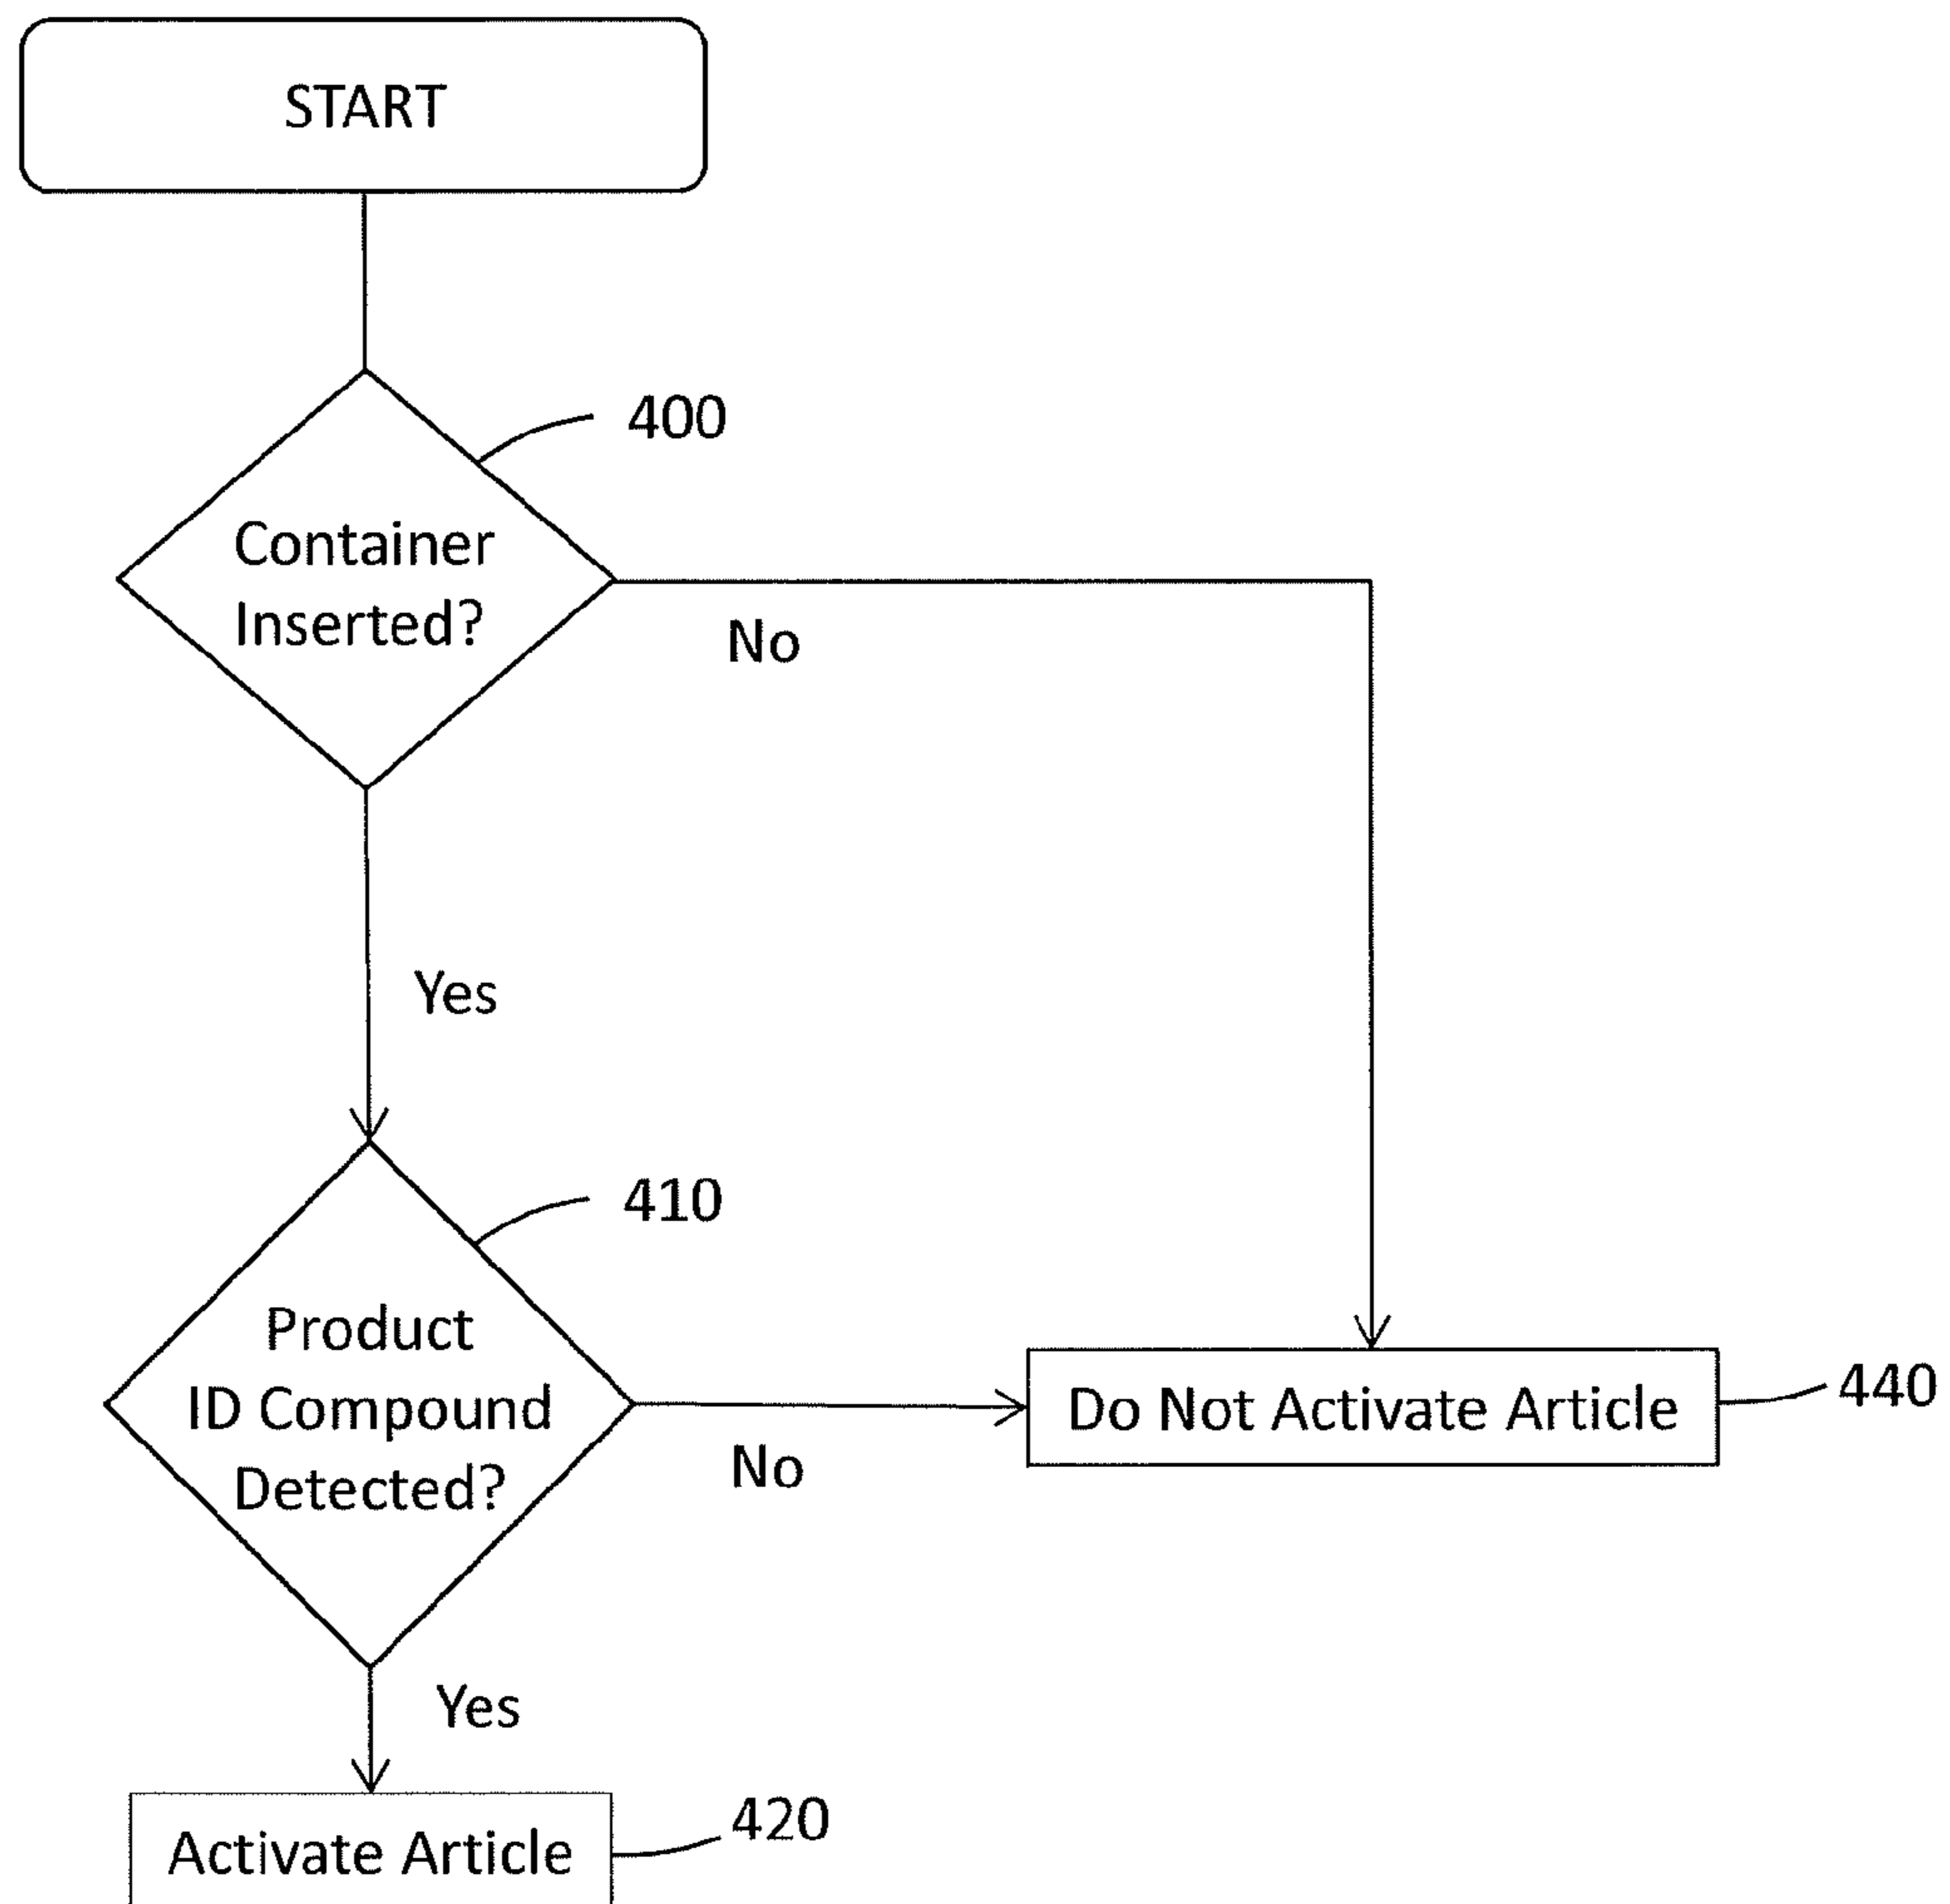 START
400
Container
Inserted?
No
Yes
410
Product
ID Compound
Detected?
No
Do Not Activate Article
440
Yes
420
Activate Article